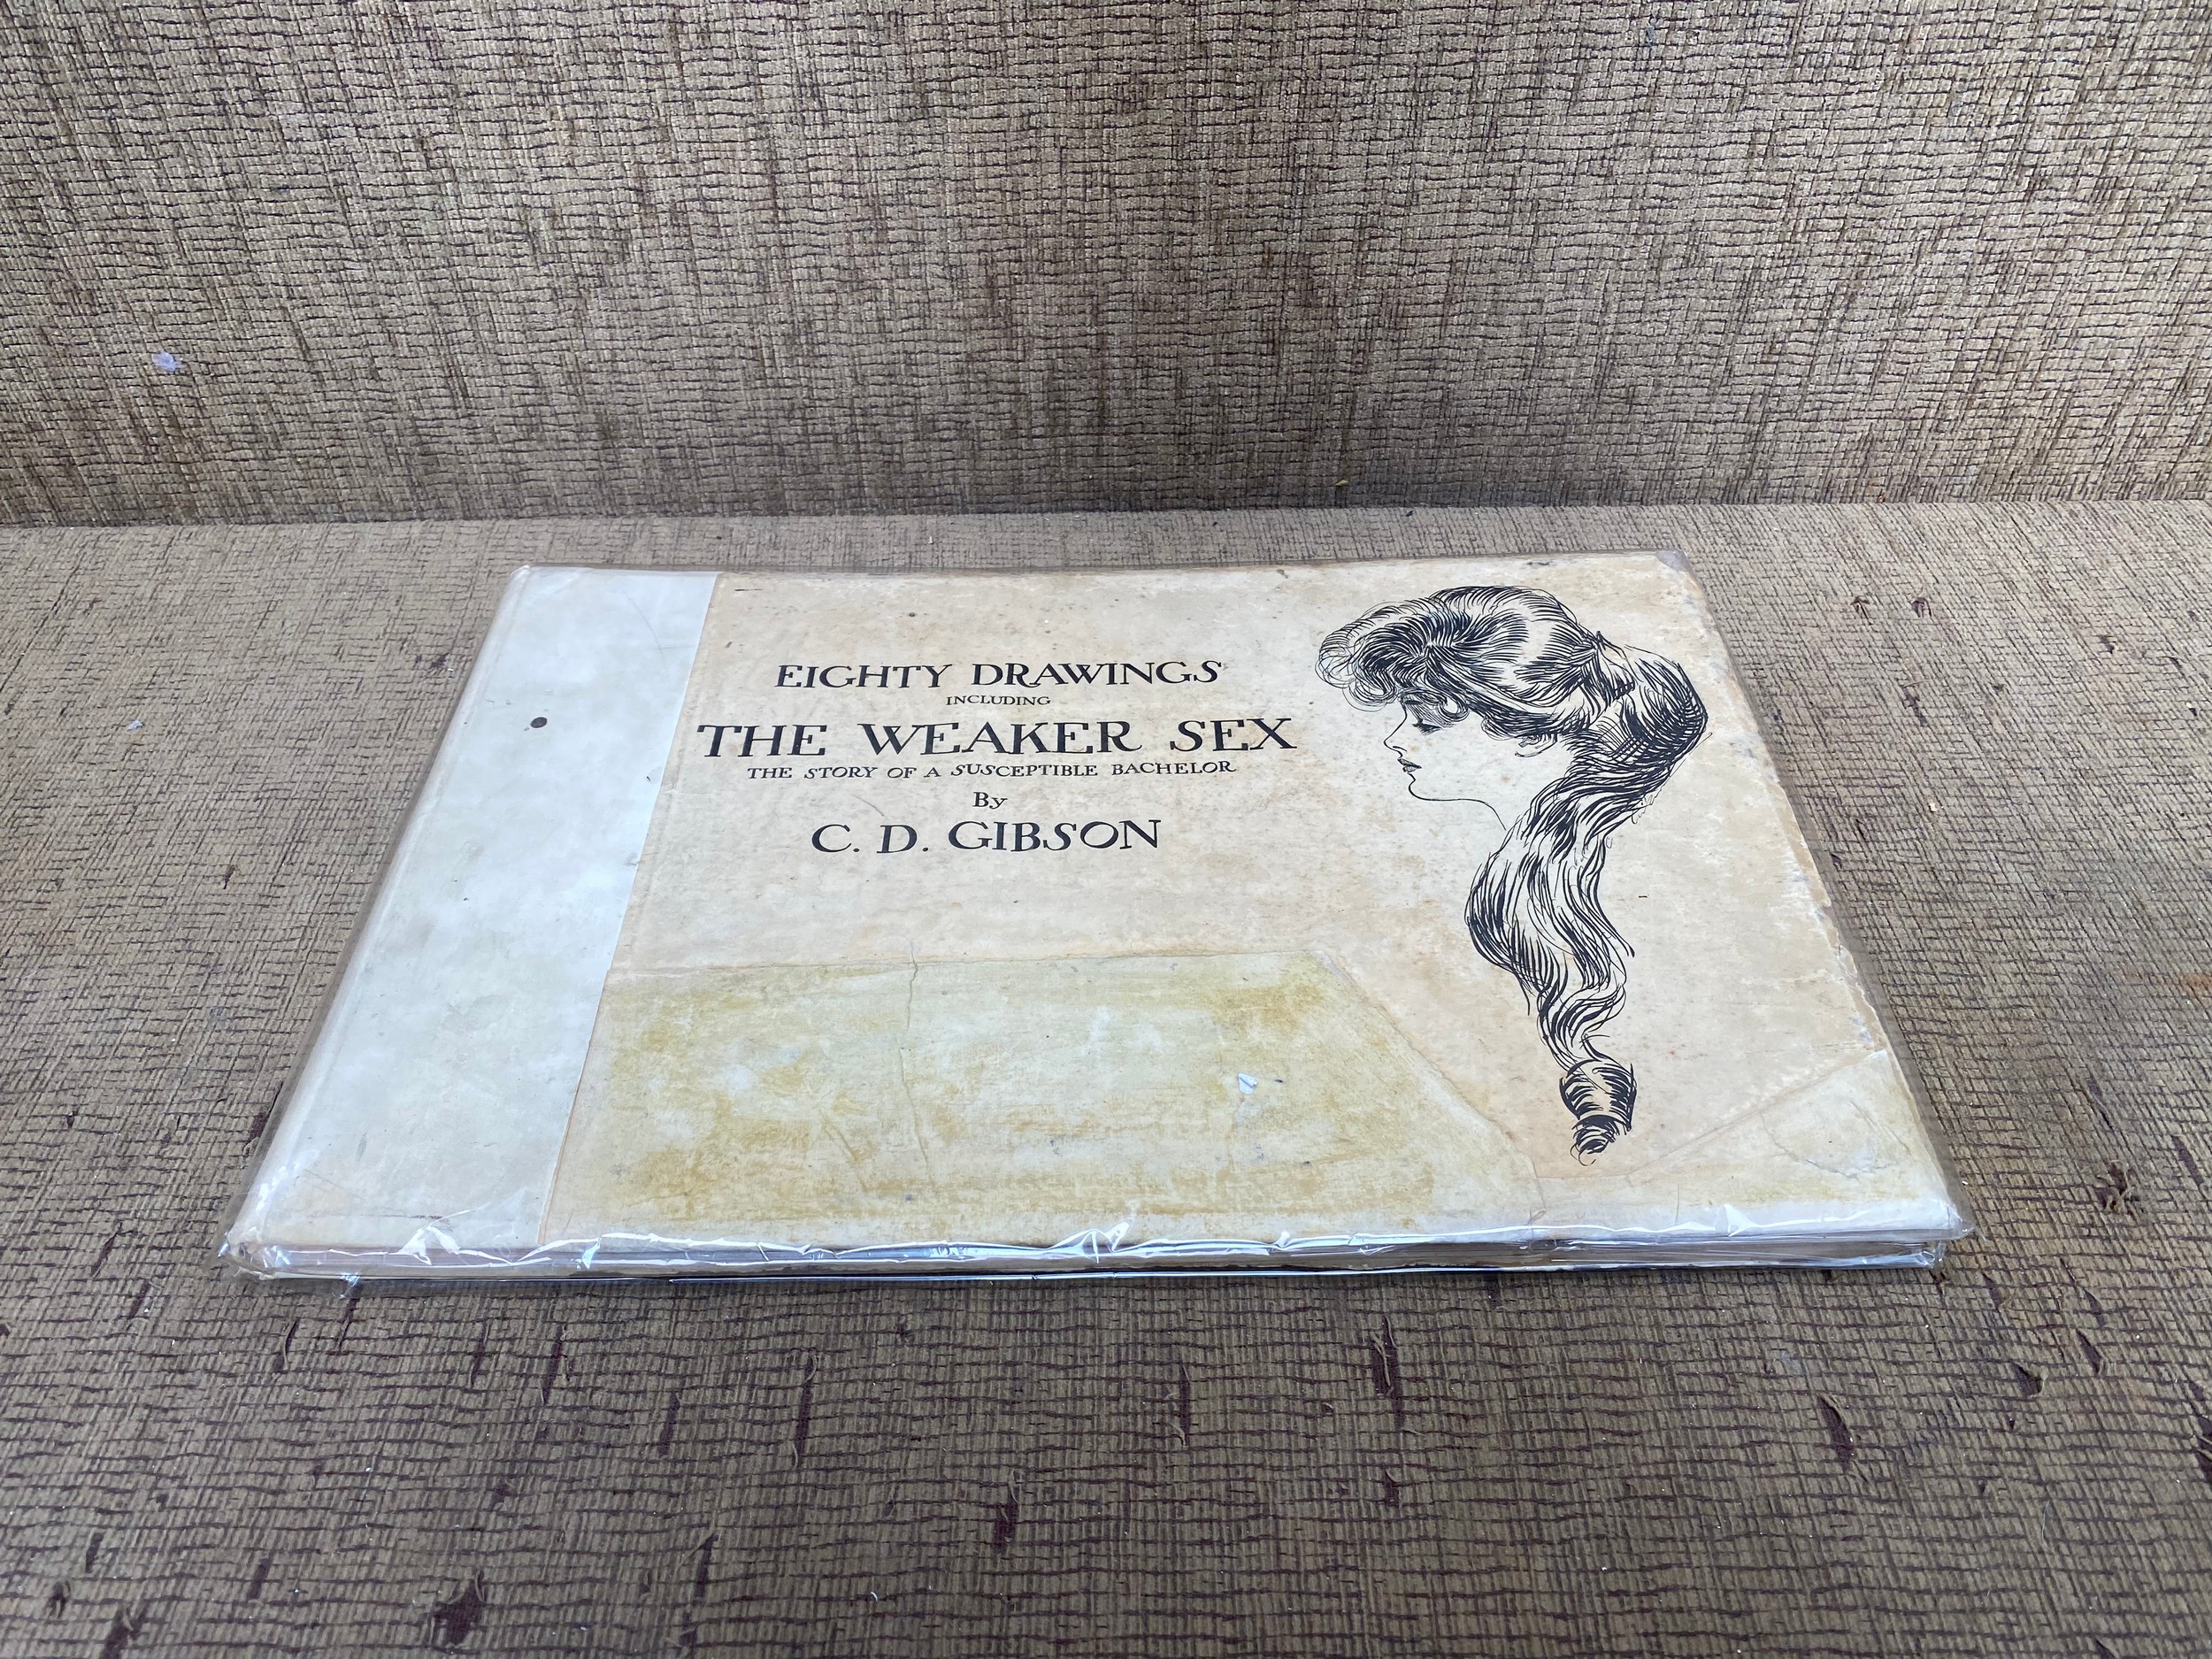 EIGHTY DRAWINGS
INCLUDING
THE WEAKER SEX
THE STORY OF A SUSCEPTIBLE BACHELOR
By
C. D. GIBSON